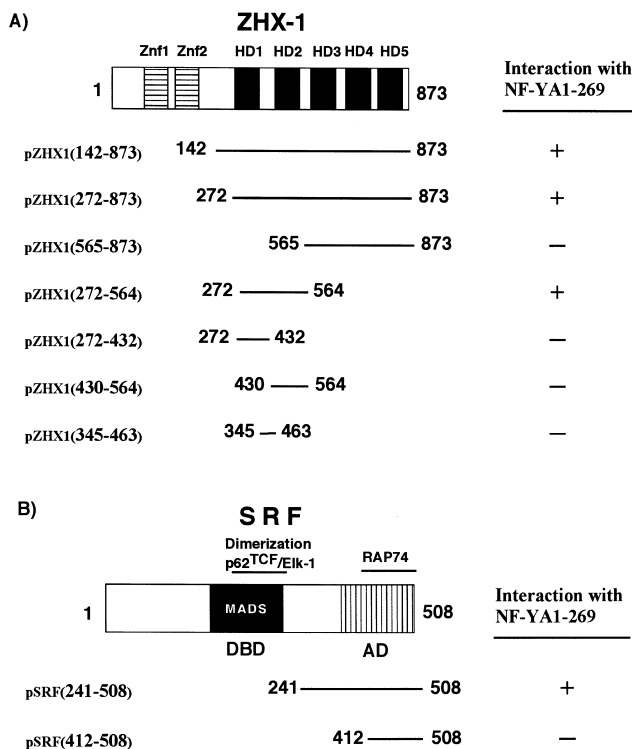 A)
ZHX-1
Znf1 Znf2 HD1 HD2 HD3 HD4 HD5
Interaction with
NF-YA1-269
1 873
pZHX1(142-873) 142 873 +
pZHX1(272-873) 272 873 +
pZHX1(565-873) 565 873 –
pZHX1(272-564) 272 564 +
pZHX1(272-432) 272 432 –
pZHX1(430-564) 430 564 –
pZHX1(345-463) 345 463 –
B)
SRF
Dimerization
p62TCF/Elk-1 RAP74
Interaction with
NF-YA1-269
1 MADS 508
DBD AD
pSRF(241-508) 241 508 +
pSRF(412-508) 412 508 –